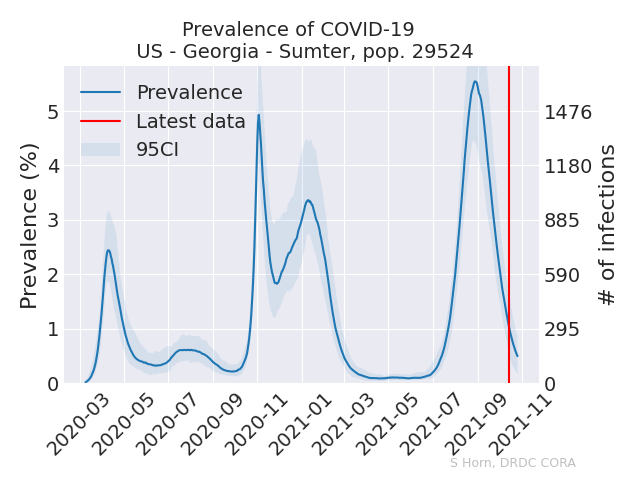 Prevalence of COVID-19
US - Georgia - Sumter, pop. 29524
Prevalence
Latest data
95CI
Prevalence (%)
5
4
3
2
1
0
1476
1180
885
590
295
0
# of infections
2020-03
2020-05
2020-07
2020-09
2020-11
2021-01
2021-03
2021-05
2021-07
2021-09
2021-11
S Horn, DRDC CORA